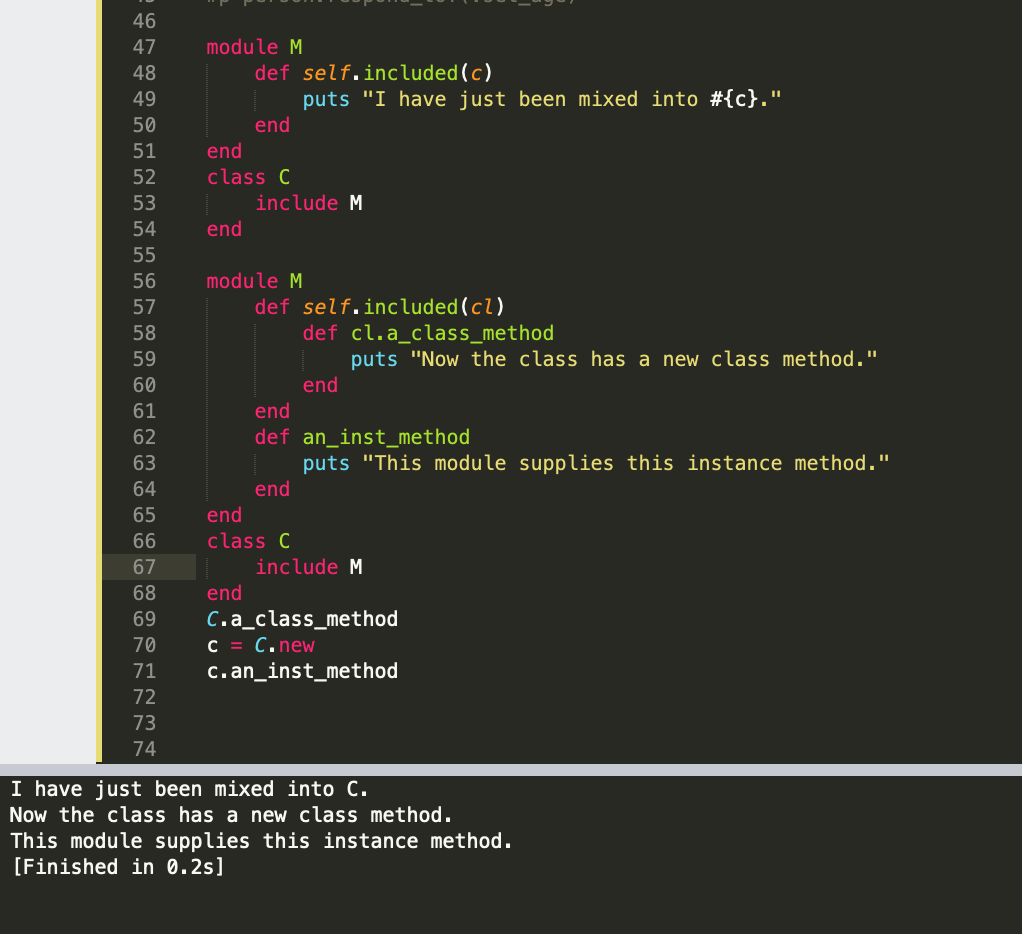 46
47 module M
48 def self.included(c)
49 puts "I have just been mixed into #{c}."
50 end
51 end
52 class C
53 include M
54 end
55
56 module M
57 def self.included(cl)
58 def cl.a_class_method
59 puts "Now the class has a new class method."
60 end
61 end
62 def an_inst_method
63 puts "This module supplies this instance method."
64 end
65 end
66 class C
67 include M
68 end
69 C.a_class_method
70 c = C.new
71 c.an_inst_method
72
73
74
I have just been mixed into C.
Now the class has a new class method.
This module supplies this instance method.
[Finished in 0.2s]